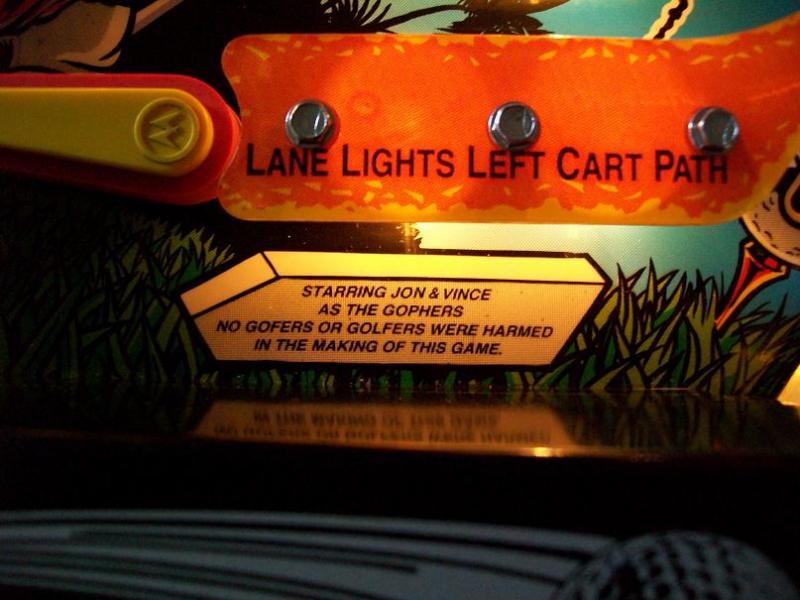 LANE LIGHTS LEFT CART PATH
STARRING JON & VINCE
AS THE GOPHERS
NO GOFERS OR GOLFERS WERE HARMED
IN THE MAKING OF THIS GAME.